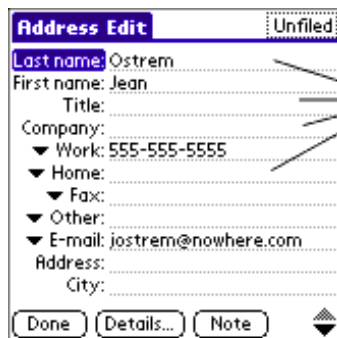 Address Edit Unfiled
Last name: Ostrem
First name: Jean
Title:
Company:
Work: 555-555-5555
Home:
Fax:
Other:
E-mail: jostrem@nowhere.com
Address:
City:
Done Details... Note